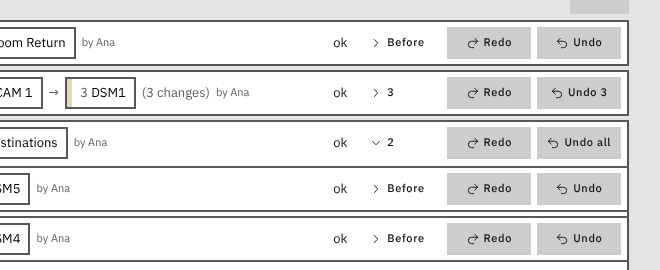 oom Return by Ana ok Before Redo Undo
CAM 1 → 3 DSM1 (3 changes) by Ana ok 3 Redo Undo 3
stinations by Ana ok 2 Redo Undo all
SM5 by Ana ok Before Redo Undo
SM4 by Ana ok Before Redo Undo